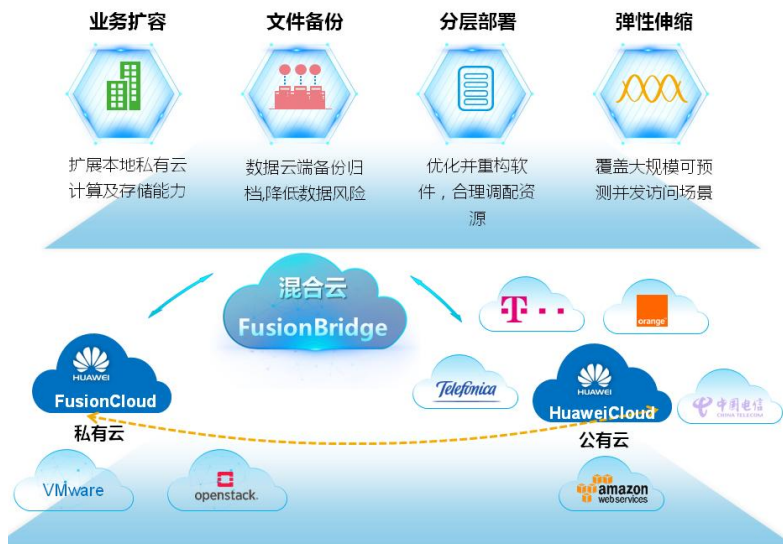 业务扩容
文件备份
分层部署
弹性伸缩
扩展本地私有云
计算及存储能力
数据云端备份归
档,降低数据风险
优化并重构软
件，合理调配资
源
覆盖大规模可预
测并发访问场景
混合云
FusionBridge
T
orange™
HUAWEI
FusionCloud
私有云
Telefónica
HUAWEI
HuaweiCloud
公有云
中国电信
CHINA TELECOM
VMware
openstack.
amazon
webservices